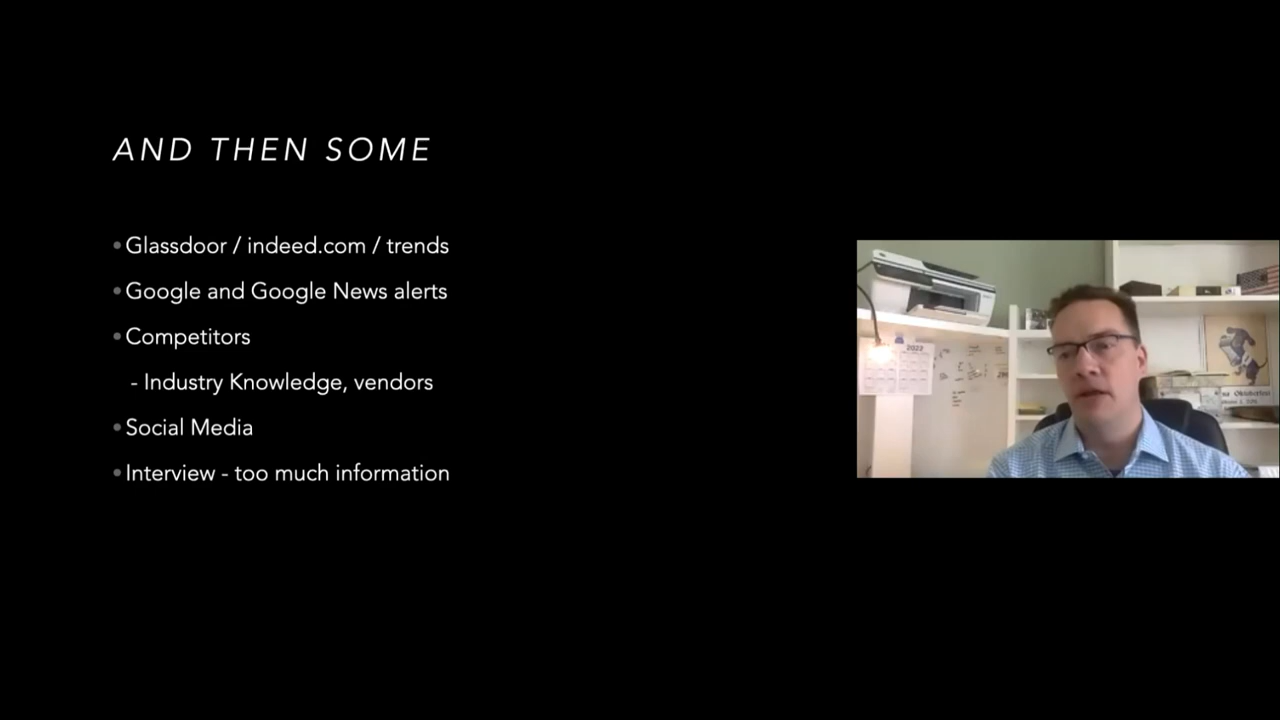 AND THEN SOME
• Glassdoor / indeed.com / trends
• Google and Google News alerts
• Competitors
- Industry Knowledge, vendors
• Social Media
• Interview - too much information
2022
Oktoberfest